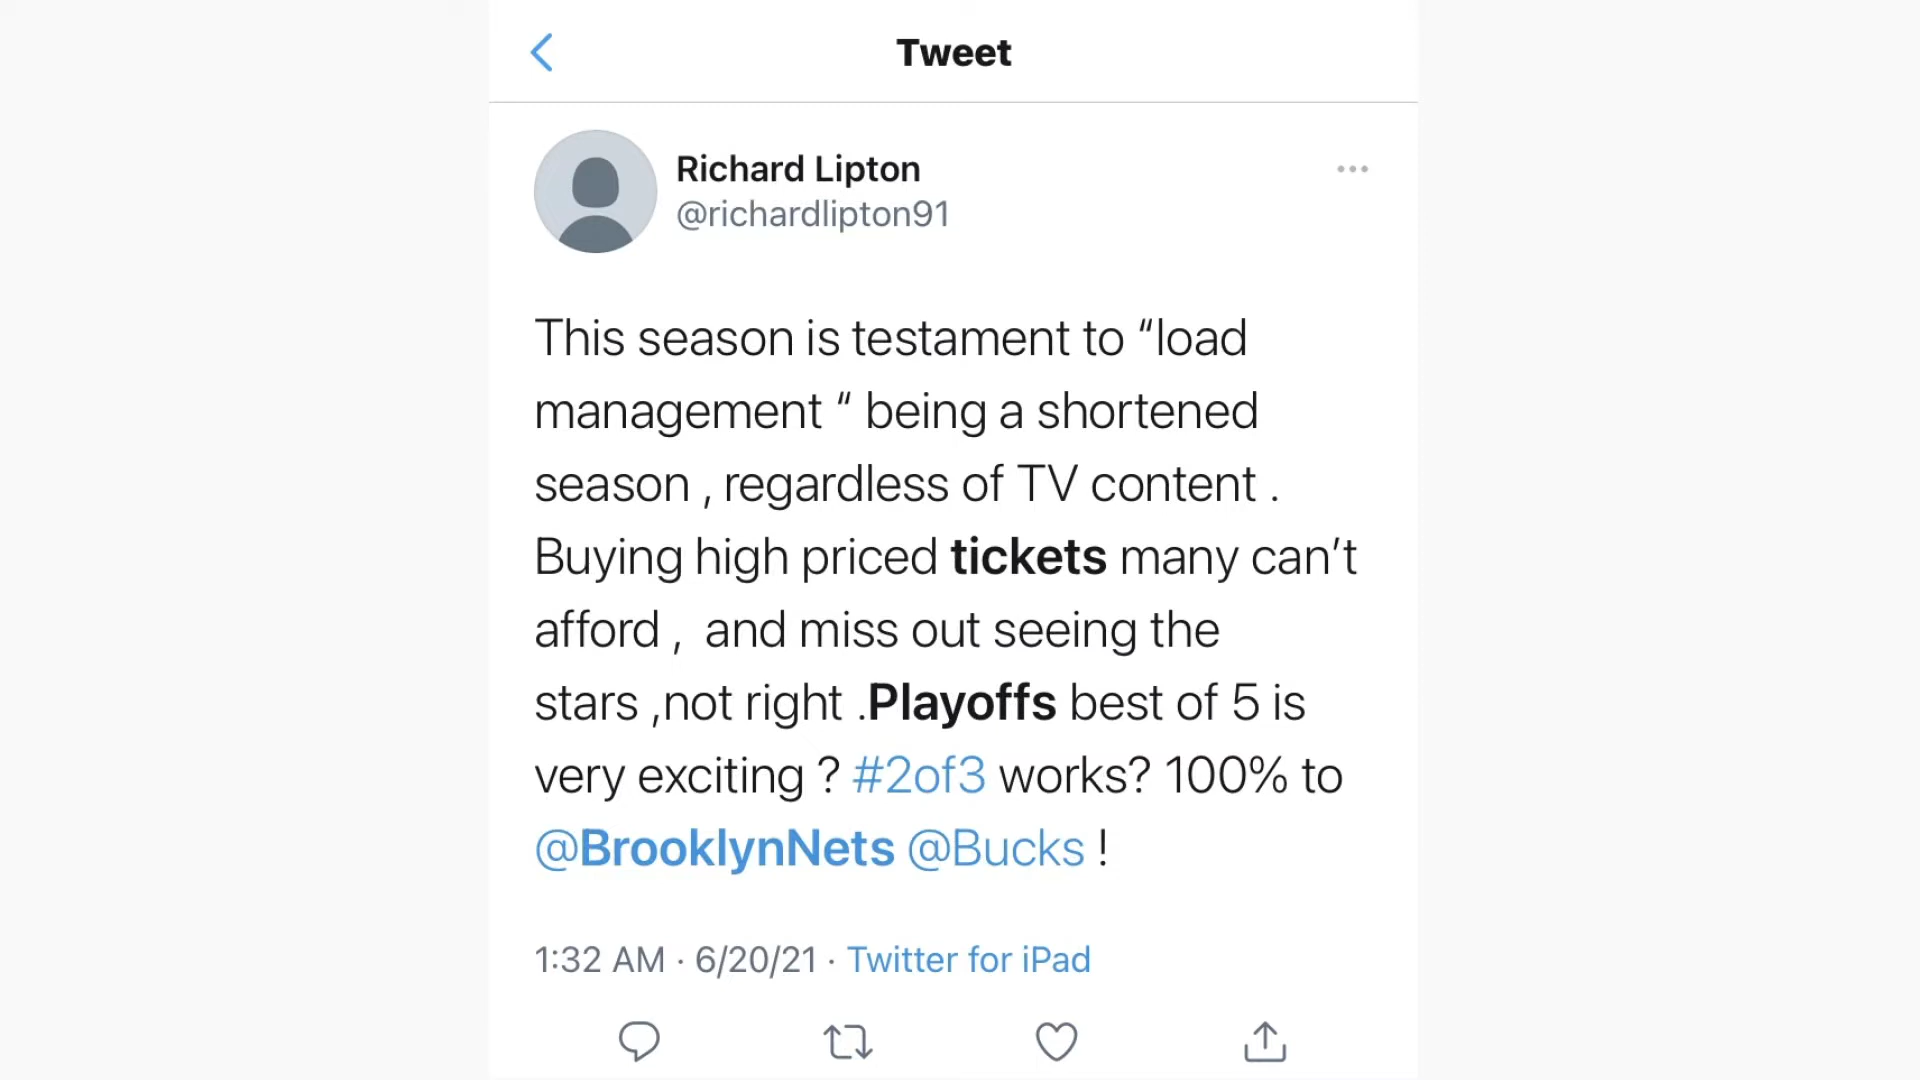 Tweet
Richard Lipton
@richardlipton91
This season is testament to “load
management “ being a shortened
season , regardless of TV content .
Buying high priced tickets many can’t
afford ,  and miss out seeing the
stars ,not right .Playoffs best of 5 is
very exciting ? #2of3 works? 100% to
@BrooklynNets @Bucks !
1:32 AM · 6/20/21 · Twitter for iPad